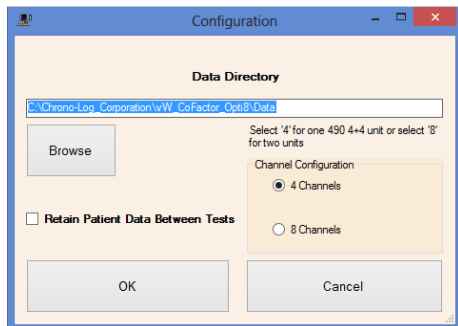 Configuration
Data Directory
C:\Chrono-Log_Corporation\vW_CoFactor_Opti8\Data
Browse
Select '4' for one 490 4+4 unit or select '8'
for two units
Channel Configuration
4 Channels
Retain Patient Data Between Tests
8 Channels
OK
Cancel